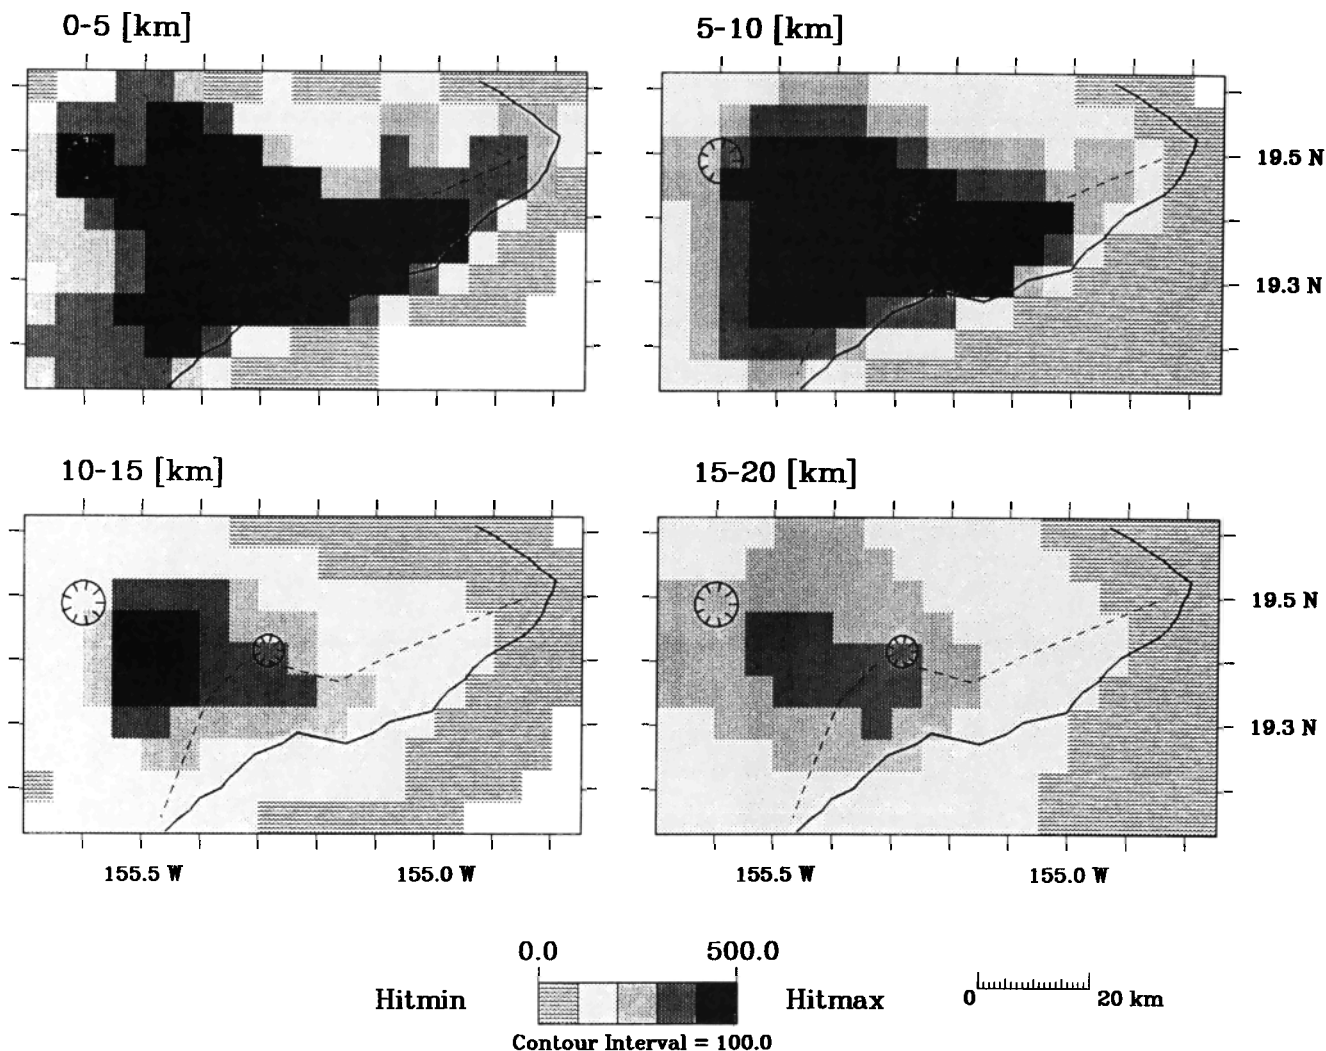 0-5 [km]
5-10 [km]
19.5 N
19.3 N
10-15 [km]
15-20 [km]
19.5 N
19.3 N
155.5 W
155.0 W
155.5 W
155.0 W
0.0
500.0
Hitmin
Hitmax
0
20 km
Contour Interval = 100.0